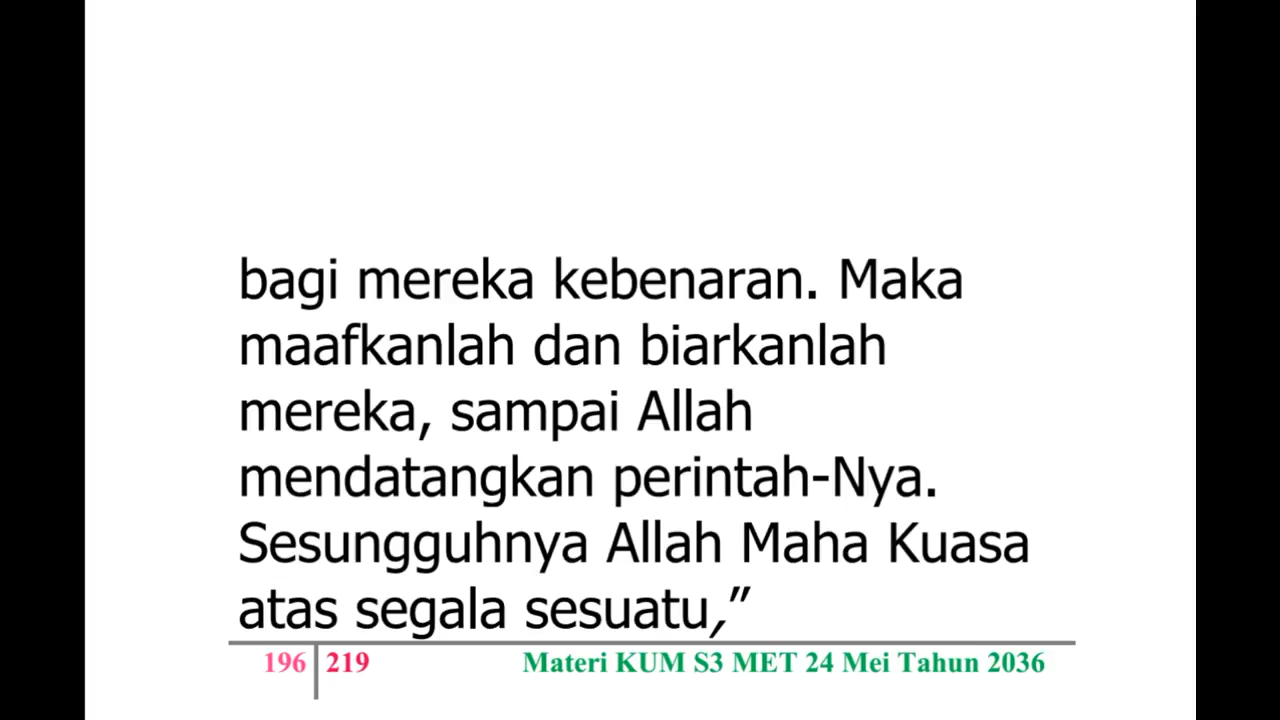 bagi mereka kebenaran. Maka
maafkanlah dan biarkanlah
mereka, sampai Allah
mendatangkan perintah-Nya.
Sesungguhnya Allah Maha Kuasa
atas segala sesuatu,”
196 219 Materi KUM S3 MET 24 Mei Tahun 2036